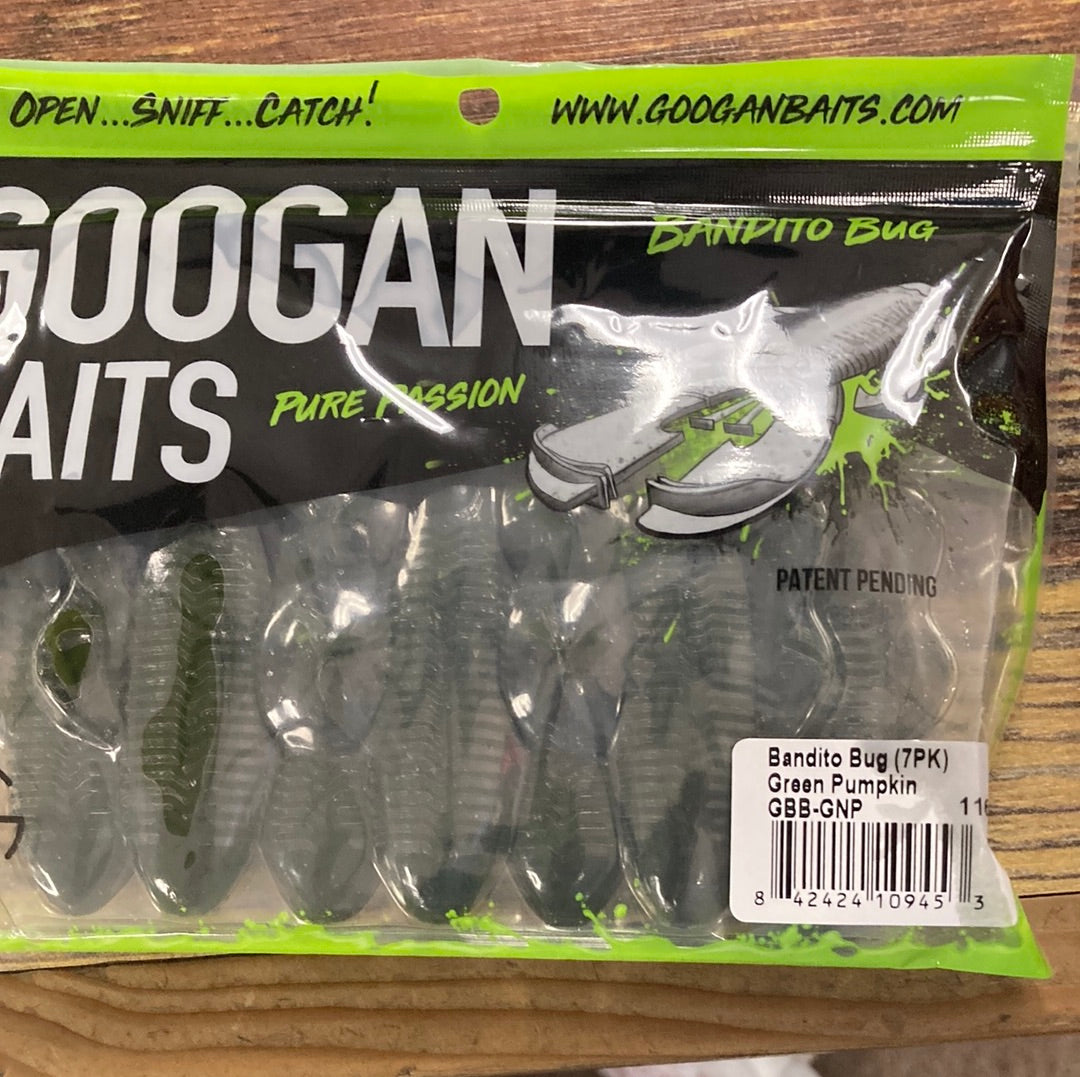 OPEN...SNIFF...CATCH!
WWW.GOOGANBAITS.COM
GOOGAN
BAITS
PURE PASSION
BANDITO BUG
PATENT PENDING
Bandito Bug (7PK)
Green Pumpkin
GBB-GNP
8 42424 10945 3